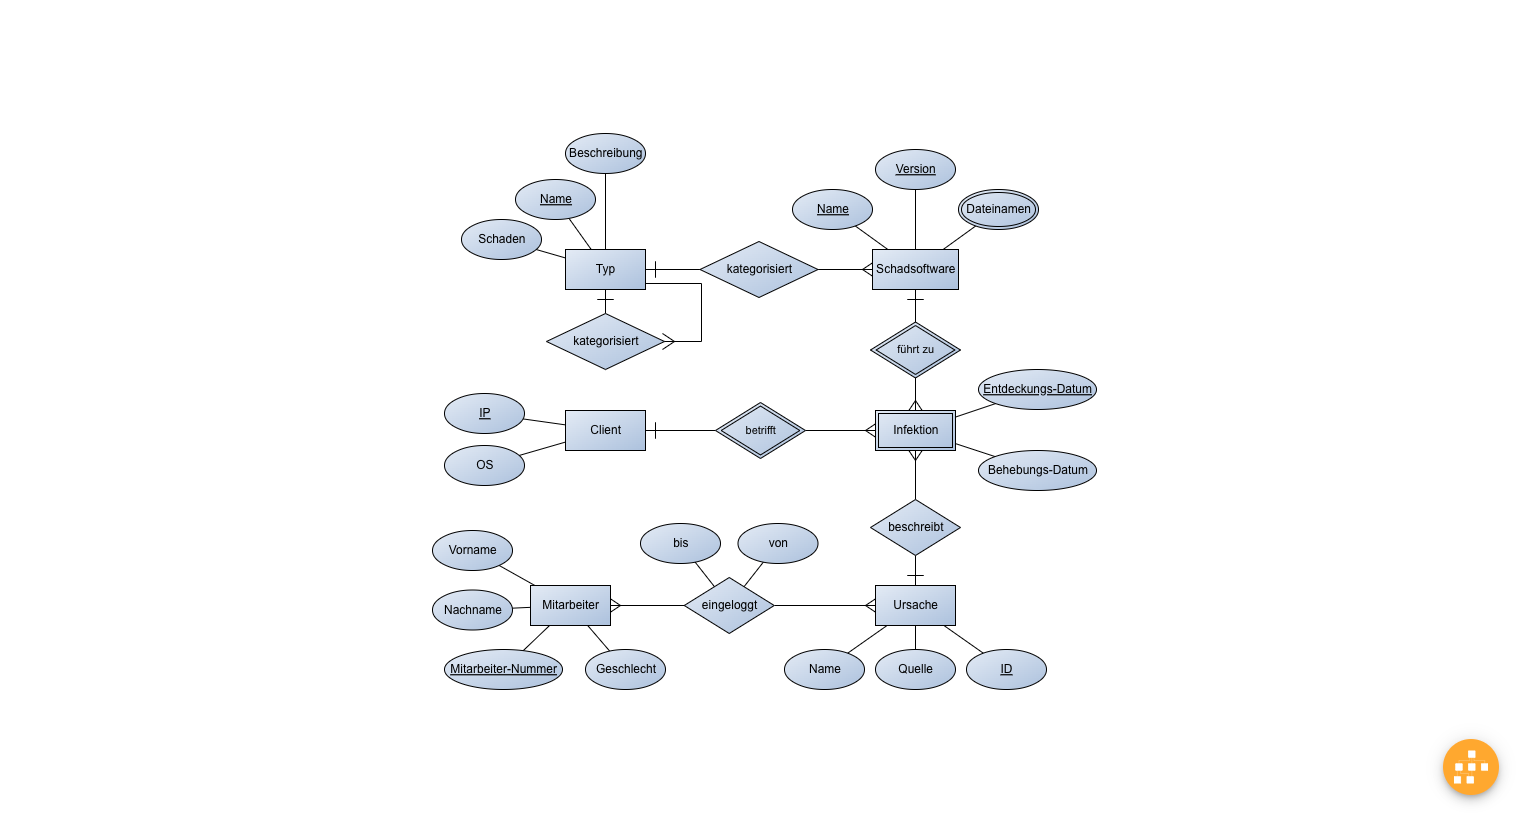 Beschreibung
Version
Name
Name
Dateinamen
Schaden
Typ
kategorisiert
Schadsoftware
kategorisiert
führt zu
Entdeckungs-Datum
IP
Client
betrifft
Infektion
OS
Behebungs-Datum
beschreibt
bis
von
Vorname
Mitarbeiter
eingeloggt
Ursache
Nachname
Mitarbeiter-Nummer
Geschlecht
Name
Quelle
ID